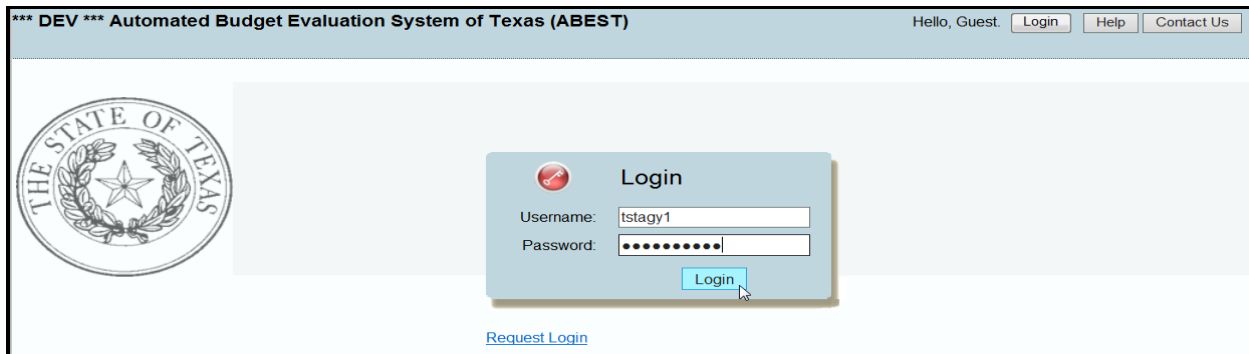 *** DEV *** Automated Budget Evaluation System of Texas (ABEST) Hello, Guest. Login Help Contact Us
THE STATE OF TEXAS
Login
Username: tstagy1
Password: ●●●●●●●●●●
Login
Request Login